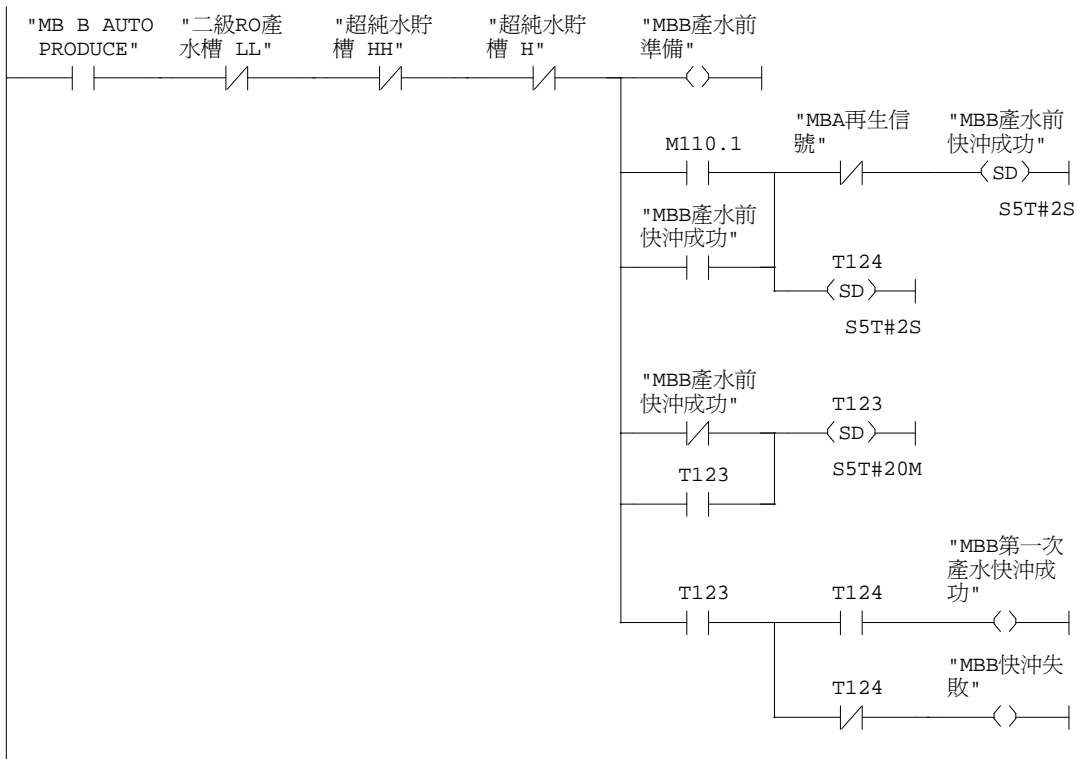 "MB B AUTO PRODUCE"
"二級RO產水槽 LL"
"超純水貯槽 HH"
"超純水貯槽 H"
"MBB產水前準備"
M110.1
"MBA再生信號"
"MBB產水前快沖成功"
SD
S5T#2S
"MBB產水前快沖成功"
T124
SD
S5T#2S
"MBB產水前快沖成功"
T123
SD
S5T#20M
T123
T123
T124
"MBB第一次產水快沖成功"
T124
"MBB快沖失敗"